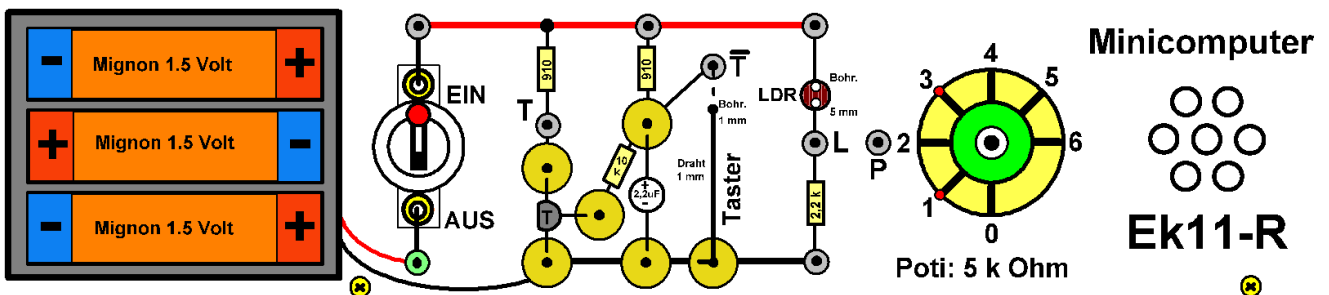 - Mignon 1.5 Volt +
+ Mignon 1.5 Volt -
- Mignon 1.5 Volt +
EIN
AUS
910
T
T
910
10 k
+
2,2uF
-
T
Bohr.
1 mm
Draht
1 mm
Taster
LDR
Bohr.
5 mm
L
2,2 k
P
0
1
2
3
4
5
6
Poti: 5 k Ohm
Minicomputer
Ek11-R